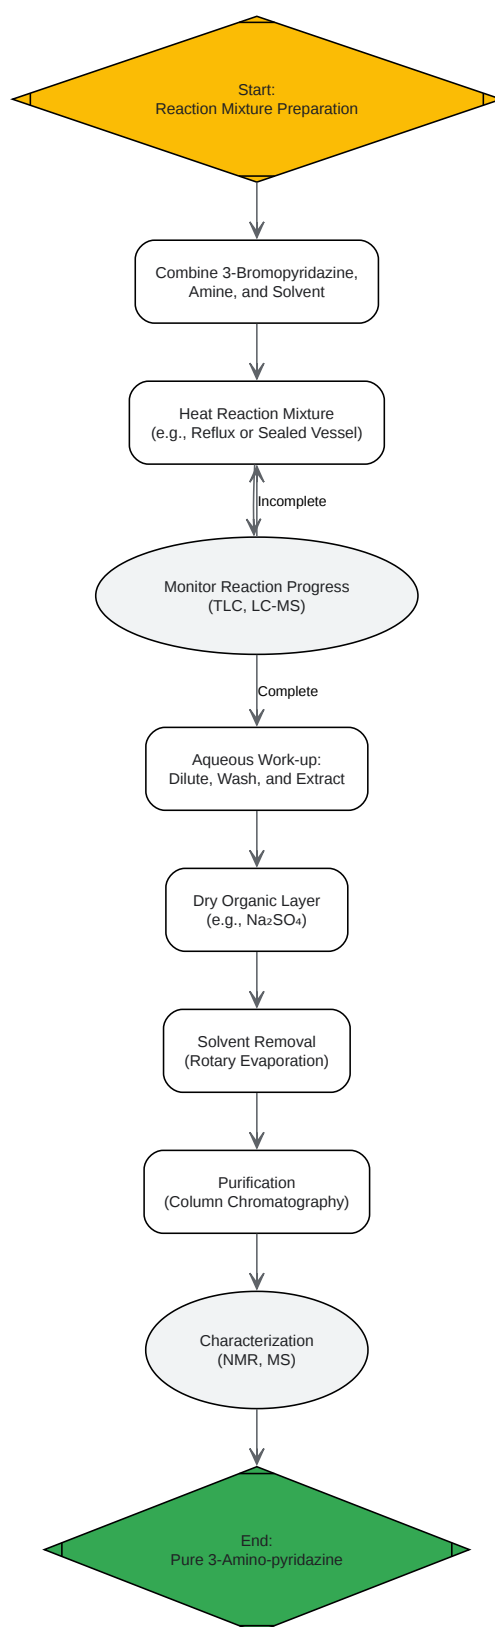 Start:
Reaction Mixture Preparation
Combine 3-Bromopyridazine,
Amine, and Solvent
Heat Reaction Mixture
(e.g., Reflux or Sealed Vessel)
Incomplete
Monitor Reaction Progress
(TLC, LC-MS)
Complete
Aqueous Work-up:
Dilute, Wash, and Extract
Dry Organic Layer
(e.g., Na₂SO₄)
Solvent Removal
(Rotary Evaporation)
Purification
(Column Chromatography)
Characterization
(NMR, MS)
End:
Pure 3-Amino-pyridazine